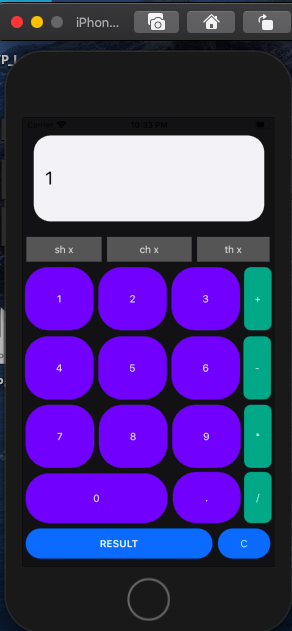 iPhon...
Carrier 10:33 PM
1
sh x ch x th x
1 2 3 +
4 5 6 -
7 8 9 *
0 . /
RESULT C